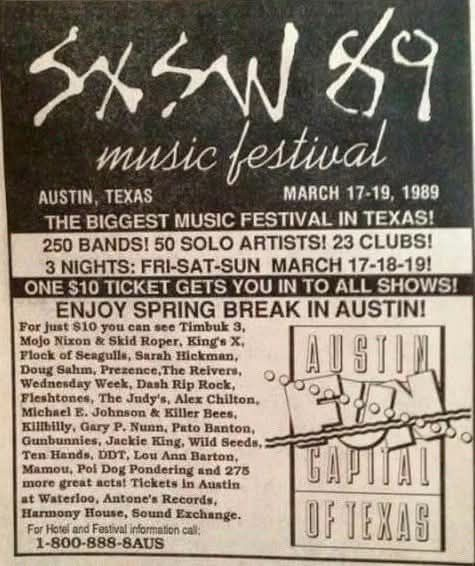 SXSW 89
music festival
AUSTIN, TEXAS MARCH 17-19, 1989
THE BIGGEST MUSIC FESTIVAL IN TEXAS!
250 BANDS! 50 SOLO ARTISTS! 23 CLUBS!
3 NIGHTS: FRI-SAT-SUN MARCH 17-18-19!
ONE $10 TICKET GETS YOU IN TO ALL SHOWS!
ENJOY SPRING BREAK IN AUSTIN!
For just $10 you can see Timbuk 3,
Mojo Nixon & Skid Roper, King's X,
Flock of Seagulls, Sarah Hickman,
Doug Sahm, Prezence,The Reivers,
Wednesday Week, Dash Rip Rock,
Fleshtones, The Judy's, Alex Chilton,
Michael E. Johnson & Killer Bees,
Killbilly, Gary P. Nunn, Pato Banton,
Gunbunnies, Jackie King, Wild Seeds,
Ten Hands, DDT, Lou Ann Barton,
Mamou, Poi Dog Pondering and 275
more great acts! Tickets in Austin
at Waterloo, Antone's Records,
Harmony House, Sound Exchange.
For Hotel and Festival information call:
1-800-888-8AUS
AUSTIN
FUN
CAPITAL
OF TEXAS